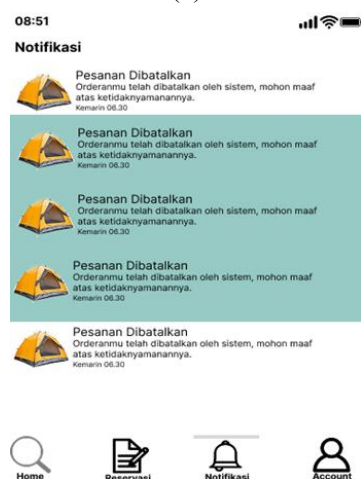 08:51
Notifikasi
Pesanan Dibatalkan
Orderanmu telah dibatalkan oleh sistem, mohon maaf
atas ketidaknyamanannya.
Kemarin 06.30
Pesanan Dibatalkan
Orderanmu telah dibatalkan oleh sistem, mohon maaf
atas ketidaknyamanannya.
Kemarin 06.30
Pesanan Dibatalkan
Orderanmu telah dibatalkan oleh sistem, mohon maaf
atas ketidaknyamanannya.
Kemarin 06.30
Pesanan Dibatalkan
Orderanmu telah dibatalkan oleh sistem, mohon maaf
atas ketidaknyamanannya.
Kemarin 06.30
Pesanan Dibatalkan
Orderanmu telah dibatalkan oleh sistem, mohon maaf
atas ketidaknyamanannya.
Kemarin 06.30
Home Reservasi Notifikasi Account